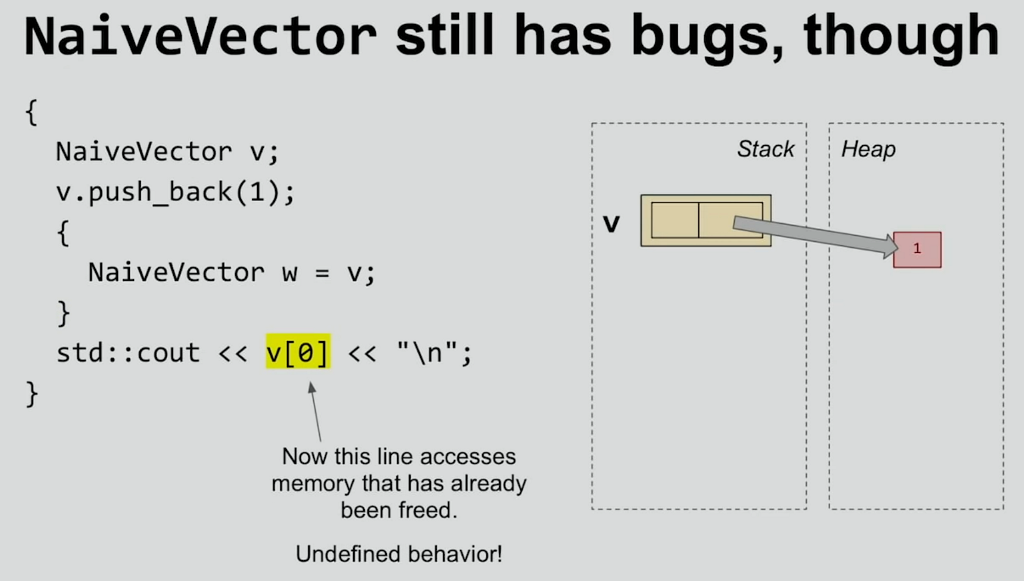 NaiveVector still has bugs, though
{
  NaiveVector v;
  v.push_back(1);
  {
    NaiveVector w = v;
  }
  std::cout << v[0] << "\n";
}
Now this line accesses
memory that has already
been freed.
Undefined behavior!
Stack
Heap
v
1